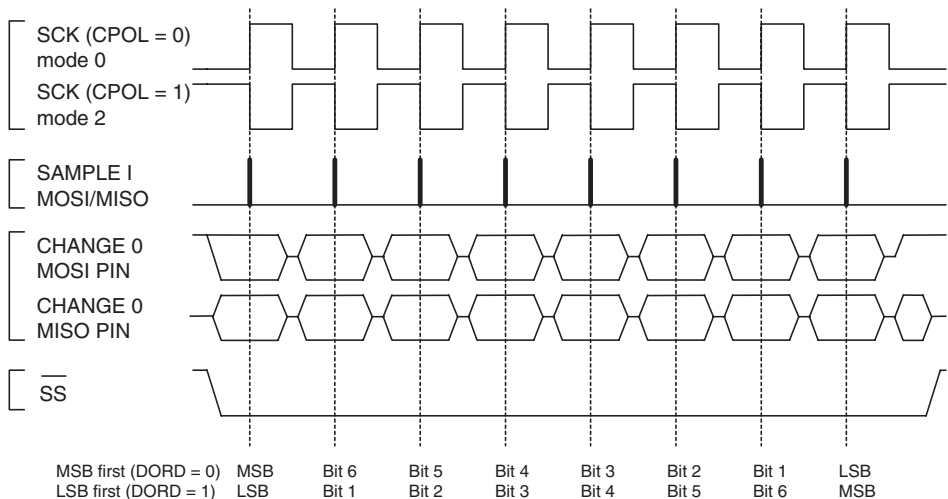 SCK (CPOL = 0)
mode 0
SCK (CPOL = 1)
mode 2
SAMPLE I
MOSI/MISO
CHANGE 0
MOSI PIN
CHANGE 0
MISO PIN
SS
MSB first (DORD = 0) MSB Bit 6 Bit 5 Bit 4 Bit 3 Bit 2 Bit 1 LSB
LSB first (DORD = 1) LSB Bit 1 Bit 2 Bit 3 Bit 4 Bit 5 Bit 6 MSB